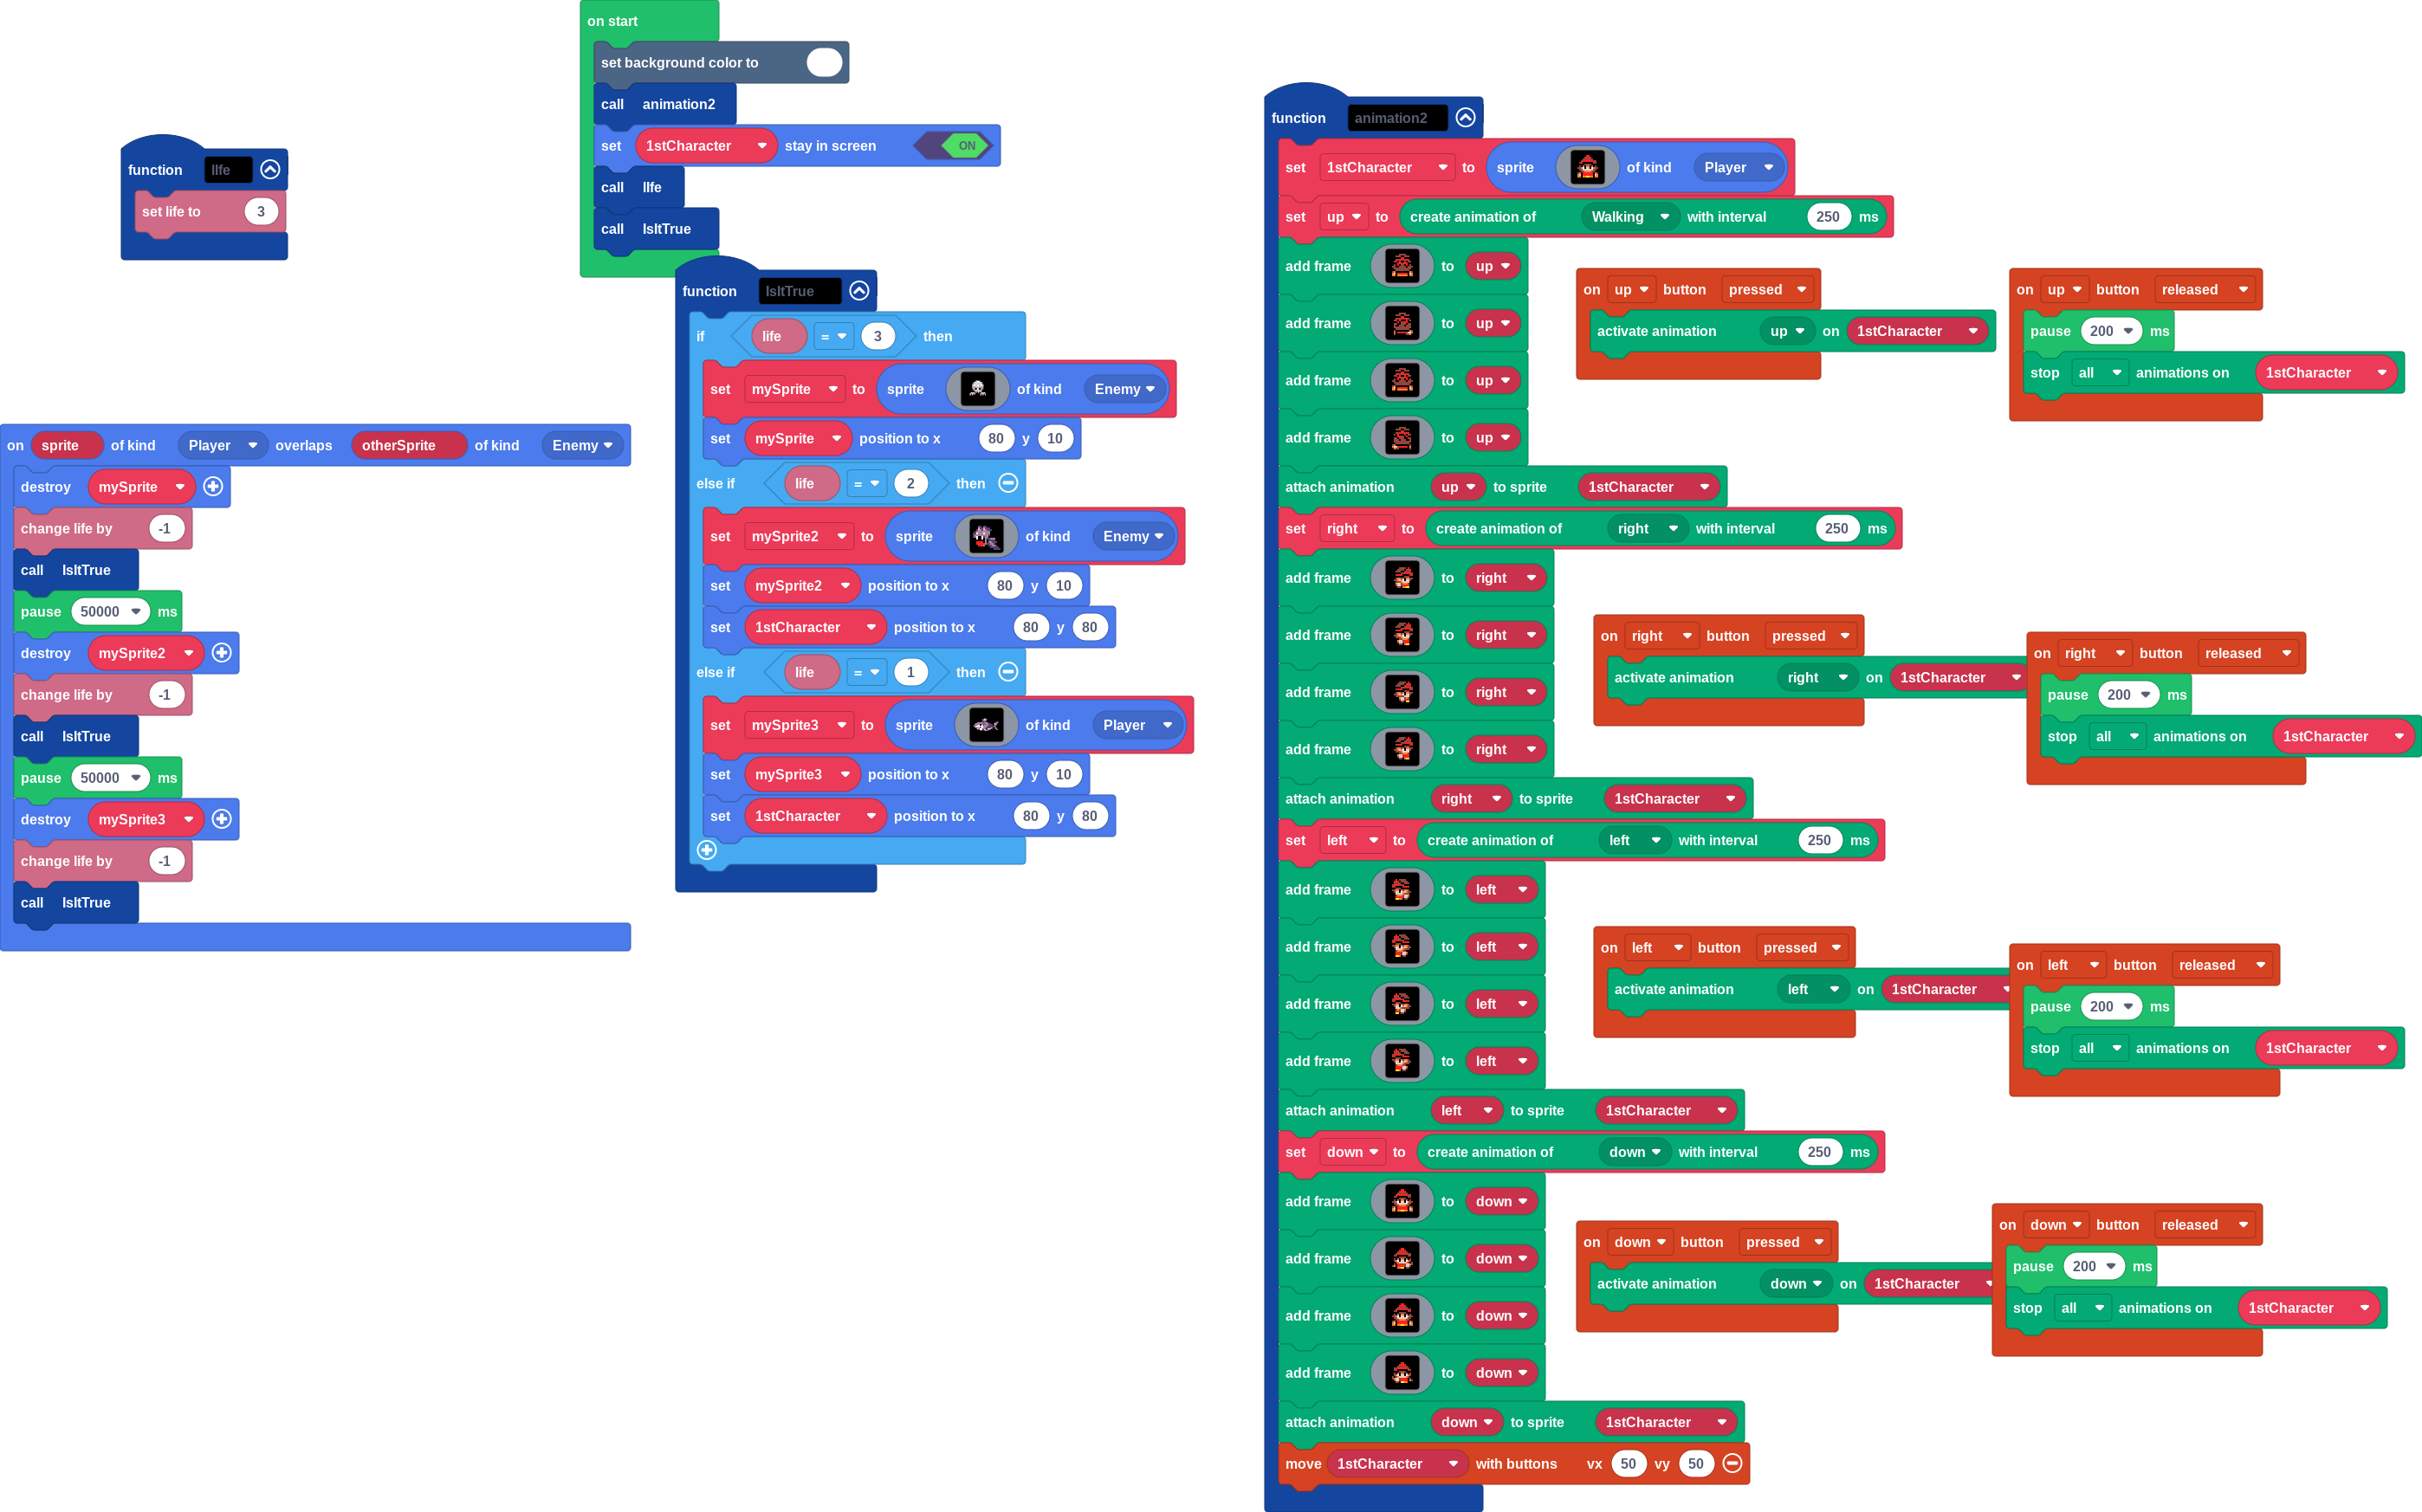 on start
set background color to
call animation2
set 1stCharacter to stay in screen ON
call lIfe
call IsItTrue
function lIfe
set life to 3
function IsItTrue
if life = 3 then
set mySprite to sprite of kind Enemy
set mySprite position to x 80 y 10
else if life = 2 then
set mySprite2 to sprite of kind Enemy
set mySprite2 position to x 80 y 10
set 1stCharacter position to x 80 y 80
else if life = 1 then
set mySprite3 to sprite of kind Player
set mySprite3 position to x 80 y 10
set 1stCharacter position to x 80 y 80
on sprite of kind Player overlaps otherSprite of kind Enemy
destroy mySprite
change life by -1
call IsItTrue
pause 50000 ms
destroy mySprite2
change life by -1
call IsItTrue
pause 50000 ms
destroy mySprite3
change life by -1
call IsItTrue
function animation2
set 1stCharacter to sprite of kind Player
set up to create animation of Walking with interval 250 ms
add frame to up
add frame to up
add frame to up
add frame to up
attach animation up to sprite 1stCharacter
set right to create animation of right with interval 250 ms
add frame to right
add frame to right
add frame to right
add frame to right
attach animation right to sprite 1stCharacter
set left to create animation of left with interval 250 ms
add frame to left
add frame to left
add frame to left
add frame to left
attach animation left to sprite 1stCharacter
set down to create animation of down with interval 250 ms
add frame to down
add frame to down
add frame to down
add frame to down
attach animation down to sprite 1stCharacter
move 1stCharacter with buttons vx 50 vy 50
on up button pressed
activate animation up on 1stCharacter
on up button released
pause 200 ms
stop all animations on 1stCharacter
on right button pressed
activate animation right on 1stCharacter
on right button released
pause 200 ms
stop all animations on 1stCharacter
on left button pressed
activate animation left on 1stCharacter
on left button released
pause 200 ms
stop all animations on 1stCharacter
on down button pressed
activate animation down on 1stCharacter
on down button released
pause 200 ms
stop all animations on 1stCharacter